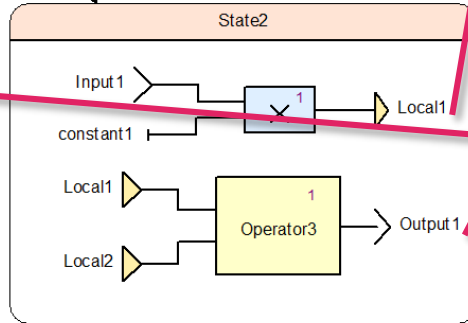 State2
Input1
1
×
Local1
constant1
Local1
1
Operator3
Output1
Local2